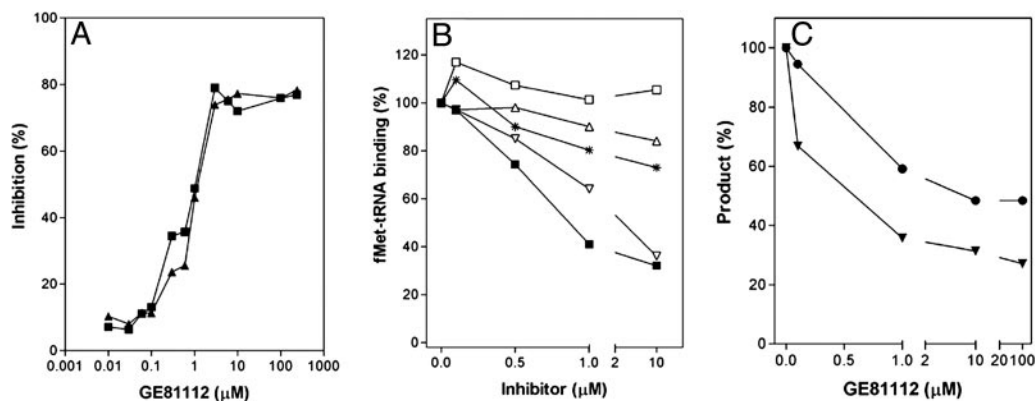 A
Inhibition (%)
100
80
60
40
20
0
0.001 0.01 0.1 1 10 100 1000
GE81112 (μM)
B
fMet-tRNA binding (%)
120
100
80
60
40
20
0
0.0 0.5 1.0 2 10
Inhibitor (μM)
C
Product (%)
100
80
60
40
20
0
0.0 0.5 1.0 2 10 20 100
GE81112 (μM)